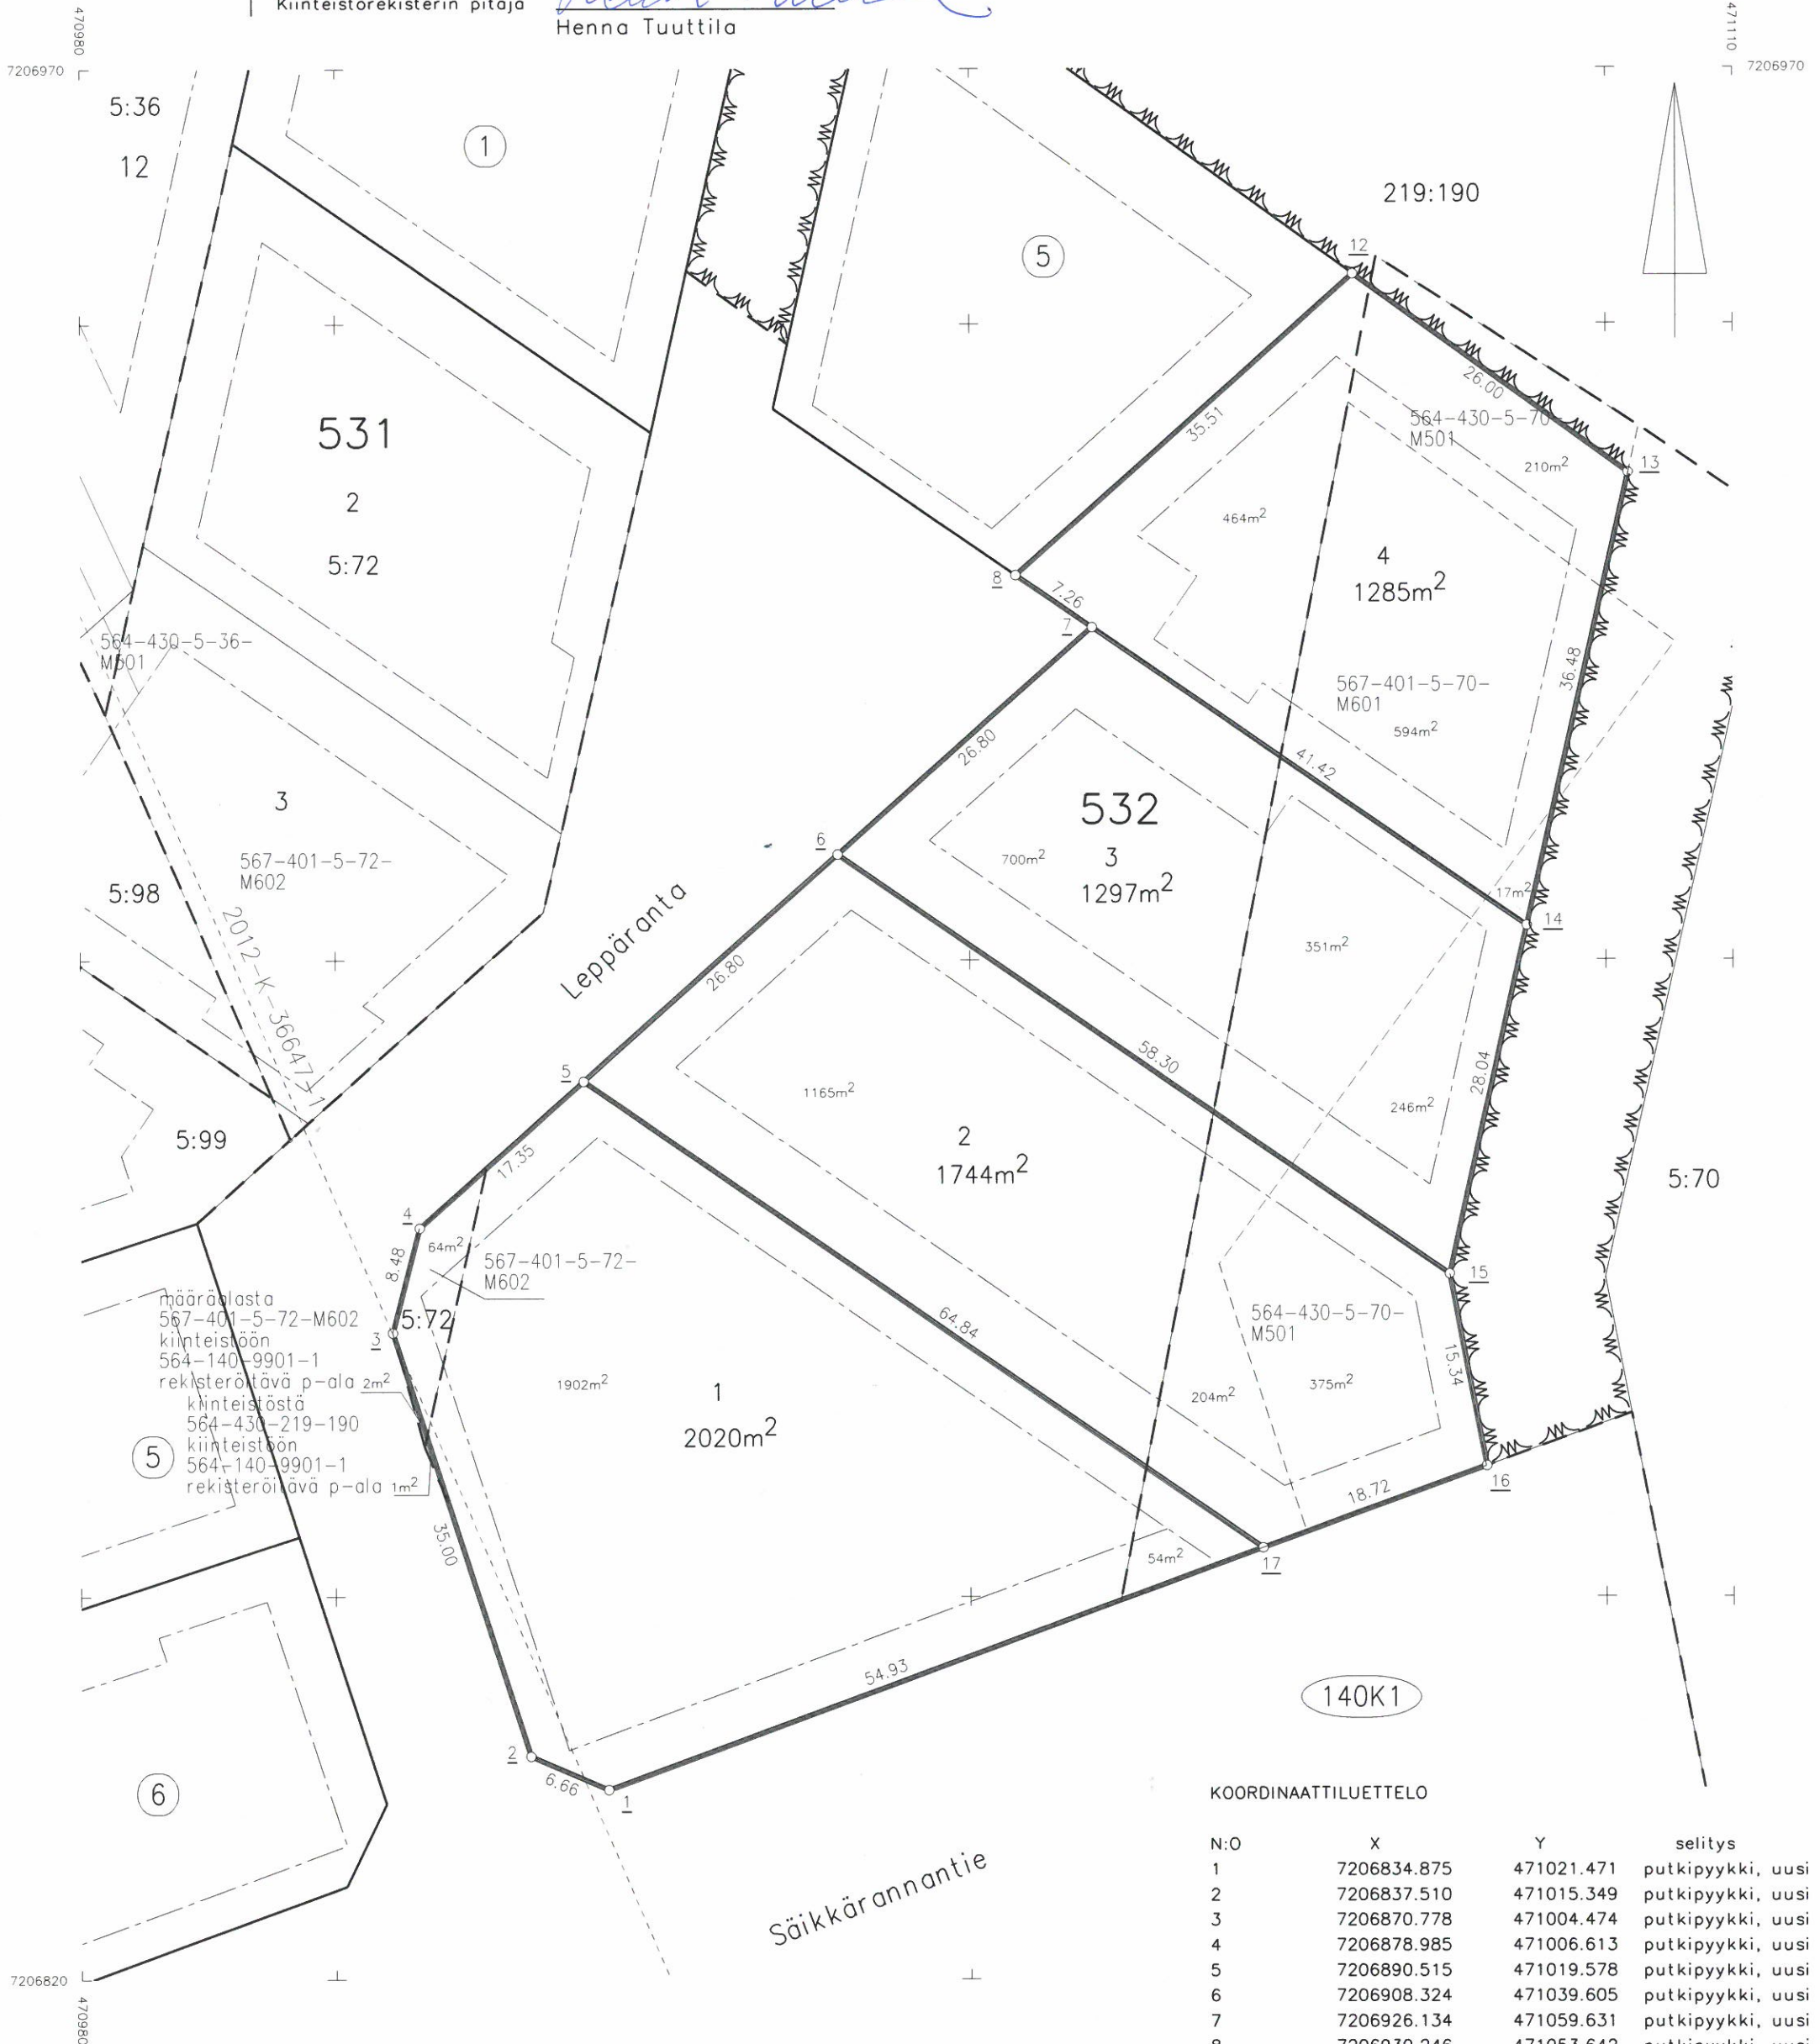 Kiinteistörekisterin pitäjä
Henna Tuuttila
470980
471110
7206970
7206970
5:36
12
1
219:190
5
12
531
2
5:72
26.00
564-430-5-70-
M501
210m²
13
35.51
464m²
4
1285m²
8
7.26
7
564-430-5-36-
M501
36.48
567-401-5-70-
M601
594m²
26.80
41.42
3
532
6
3
700m²
1297m²
567-401-5-72-
M602
5:98
17m²
14
2012-K-36647-1
Leppäranta
351m²
26.80
58.30
28.04
5
1165m²
246m²
5:99
2
1744m²
17.35
5:70
4
64m²
8.48
567-401-5-72-
M602
15
määräalasta
567-401-5-72-M602
kiinteistöön
564-140-9901-1
rekisteröitävä p-ala 2m²
kiinteistöstä
564-430-219-190
kiinteistöön
564-140-9901-1
rekisteröitävä p-ala 1m²
5:72
3
64.84
564-430-5-70-
M501
15.34
1902m²
1
2020m²
204m²
375m²
5
16
18.72
35.00
54m²
17
54.93
140K1
2
6.66
1
6
Säikkärannantie
7206820
470980
KOORDINAATTILUETTELO
N:O X Y selitys
1 7206834.875 471021.471 putkipyykki, uusi
2 7206837.510 471015.349 putkipyykki, uusi
3 7206870.778 471004.474 putkipyykki, uusi
4 7206878.985 471006.613 putkipyykki, uusi
5 7206890.515 471019.578 putkipyykki, uusi
6 7206908.324 471039.605 putkipyykki, uusi
7 7206926.134 471059.631 putkipyykki, uusi